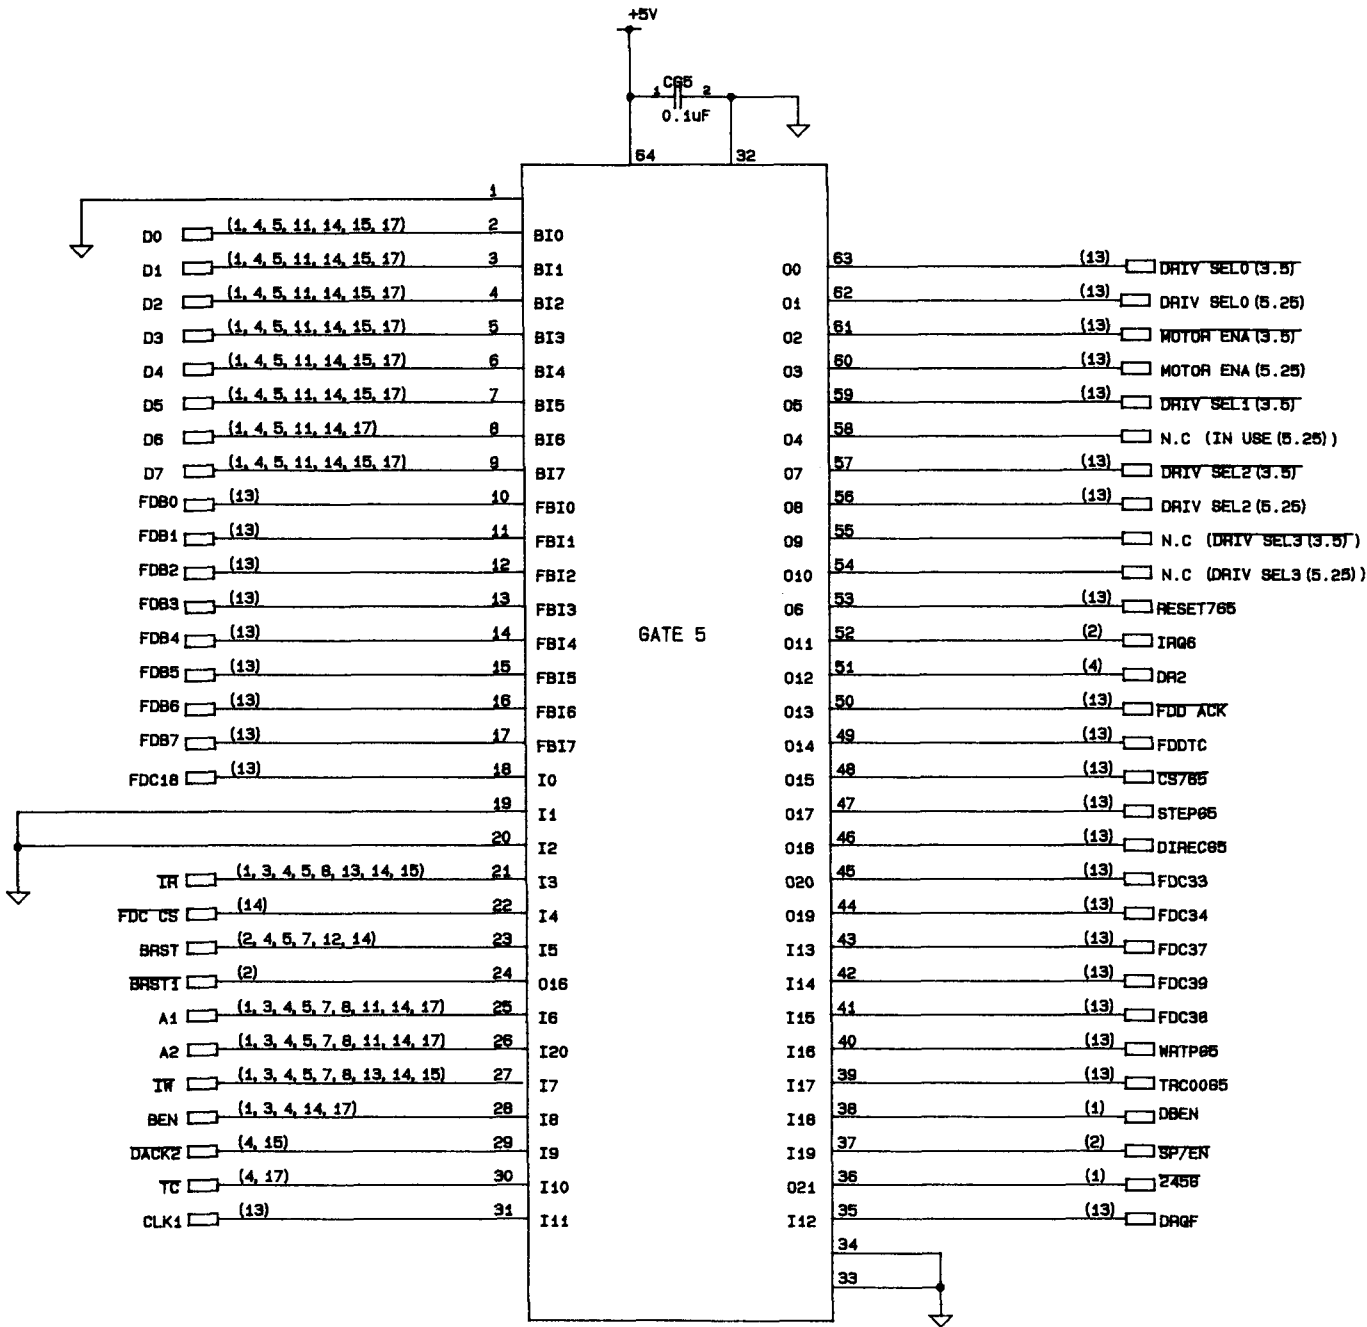 +5V
CG5
1 2
0.1uF
64 32
1
D0 (1, 4, 5, 11, 14, 15, 17) 2 BI0
D1 (1, 4, 5, 11, 14, 15, 17) 3 BI1 O0 63 (13) DRIV SEL0(3.5)
D2 (1, 4, 5, 11, 14, 15, 17) 4 BI2 O1 62 (13) DRIV SEL0(5.25)
D3 (1, 4, 5, 11, 14, 15, 17) 5 BI3 O2 61 (13) MOTOR ENA(3.5)
D4 (1, 4, 5, 11, 14, 15, 17) 6 BI4 O3 60 (13) MOTOR ENA(5.25)
D5 (1, 4, 5, 11, 14, 15, 17) 7 BI5 O5 59 (13) DRIV SEL1(3.5)
D6 (1, 4, 5, 11, 14, 17) 8 BI6 O4 58 N.C (IN USE(5.25))
D7 (1, 4, 5, 11, 14, 15, 17) 9 BI7 O7 57 (13) DRIV SEL2(3.5)
FDB0 (13) 10 FBI0 O8 56 (13) DRIV SEL2(5.25)
FDB1 (13) 11 FBI1 O9 55 N.C (DRIV SEL3(3.5))
FDB2 (13) 12 FBI2 O10 54 N.C (DRIV SEL3(5.25))
FDB3 (13) 13 FBI3 O6 53 (13) RESET765
FDB4 (13) 14 FBI4 GATE 5 O11 52 (2) IRQ6
FDB5 (13) 15 FBI5 O12 51 (4) DR2
FDB6 (13) 16 FBI6 O13 50 (13) FDD ACK
FDB7 (13) 17 FBI7 O14 49 (13) FDDTC
FDC18 (13) 18 I0 O15 48 (13) CS765
19 I1 O17 47 (13) STEP65
20 I2 O18 46 (13) DIREC65
IR (1, 3, 4, 5, 8, 13, 14, 15) 21 I3 O20 45 (13) FDC33
FDC CS (14) 22 I4 O19 44 (13) FDC34
BRST (2, 4, 5, 7, 12, 14) 23 I5 I13 43 (13) FDC37
BRST1 (2) 24 O16 I14 42 (13) FDC39
A1 (1, 3, 4, 5, 7, 8, 11, 14, 17) 25 I6 I15 41 (13) FDC38
A2 (1, 3, 4, 5, 7, 8, 11, 14, 17) 26 I20 I16 40 (13) WRTP65
IW (1, 3, 4, 5, 7, 8, 13, 14, 15) 27 I7 I17 39 (13) TRC0065
BEN (1, 3, 4, 14, 17) 28 I8 I18 38 (1) DBEN
DACK2 (4, 15) 29 I9 I19 37 (2) SP/EN
TC (4, 17) 30 I10 O21 36 (1) 245G
CLK1 (13) 31 I11 I12 35 (13) DRQF
34
33